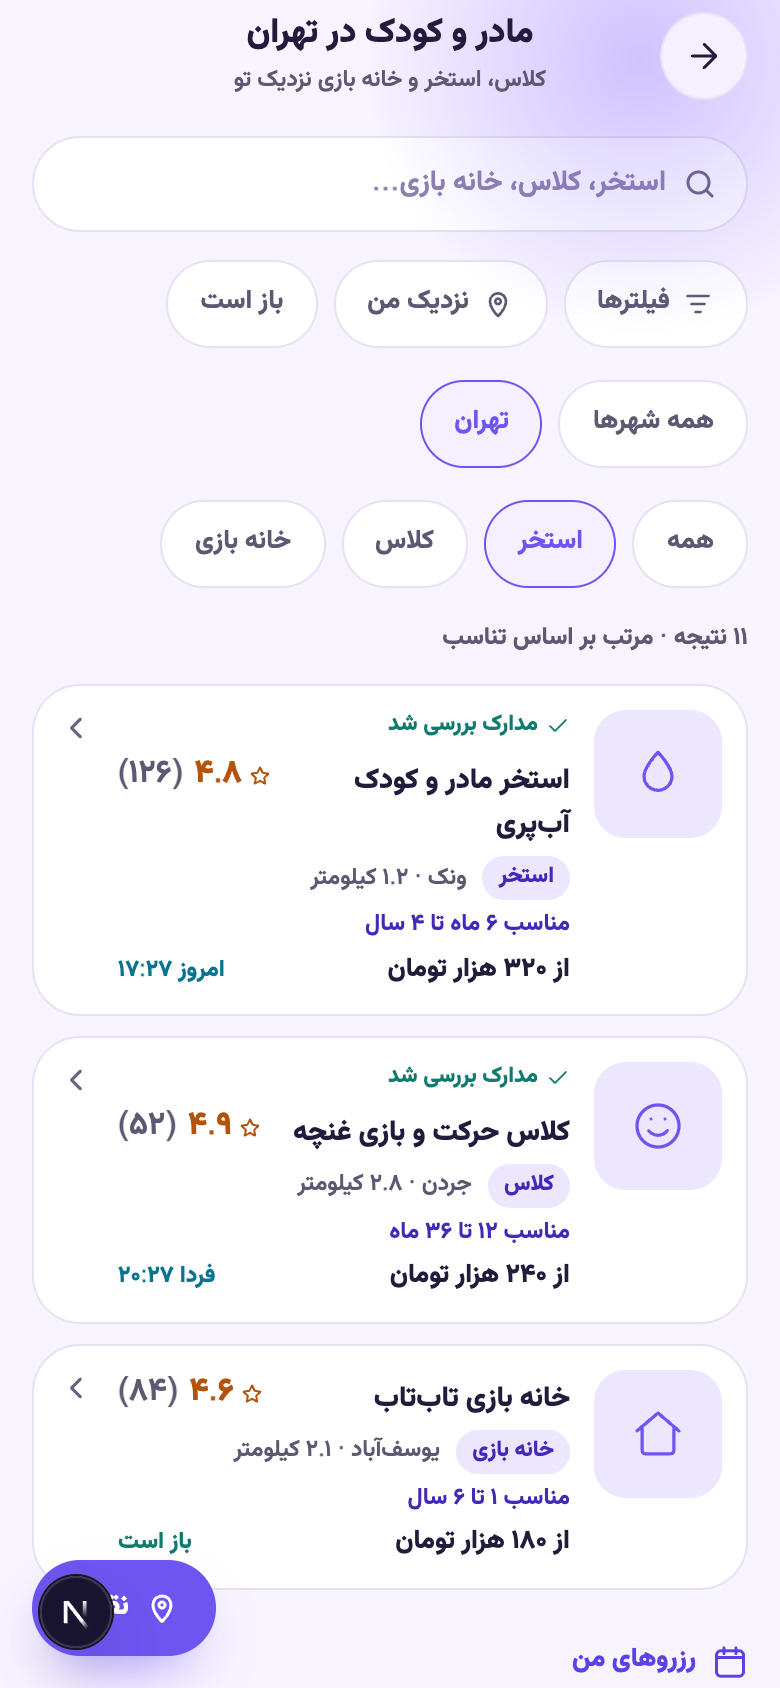 مادر و کودک در تهران
کلاس، استخر و خانه بازی نزدیک تو
استخر، کلاس، خانه بازی...
فیلترها
نزدیک من
باز است
همه شهرها
تهران
همه
استخر
کلاس
خانه بازی
۱۱ نتیجه · مرتب بر اساس تناسب
مدارک بررسی شد
استخر مادر و کودک
آب‌پری
۴.۸ (۱۲۶)
استخر
ونک · ۱.۲ کیلومتر
مناسب ۶ ماه تا ۴ سال
از ۳۲۰ هزار تومان
امروز ۱۷:۲۷
مدارک بررسی شد
کلاس حرکت و بازی غنچه
۴.۹ (۵۲)
کلاس
جردن · ۲.۸ کیلومتر
مناسب ۱۲ تا ۳۶ ماه
از ۲۴۰ هزار تومان
فردا ۲۰:۲۷
خانه بازی تاب‌تاب
۴.۶ (۸۴)
خانه بازی
یوسف‌آباد · ۲.۱ کیلومتر
مناسب ۱ تا ۶ سال
از ۱۸۰ هزار تومان
باز است
N
رزروهای من